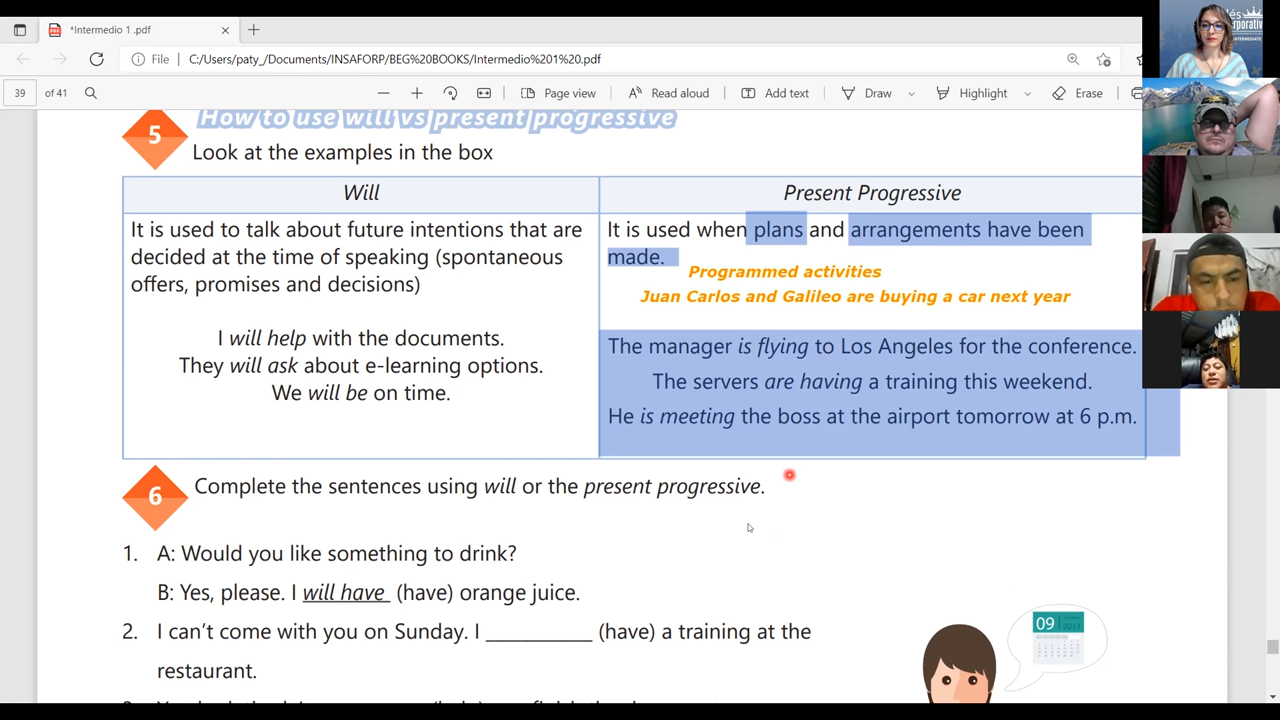 *Intermedio 1 .pdf
File C:/Users/paty_/Documents/INSAFORP/BEG%20BOOKS/Intermedio%201%20.pdf
39 of 41 Page view Read aloud Add text Draw Highlight Erase
5 How to use will vs present progressive
Look at the examples in the box
Will
It is used to talk about future intentions that are
decided at the time of speaking (spontaneous
offers, promises and decisions)
I will help with the documents.
They will ask about e-learning options.
We will be on time.
Present Progressive
It is used when plans and arrangements have been
made.
Programmed activities
Juan Carlos and Galileo are buying a car next year
The manager is flying to Los Angeles for the conference.
The servers are having a training this weekend.
He is meeting the boss at the airport tomorrow at 6 p.m.
6 Complete the sentences using will or the present progressive.
1. A: Would you like something to drink?
B: Yes, please. I will have (have) orange juice.
2. I can't come with you on Sunday. I ___________ (have) a training at the
restaurant.
09
2017